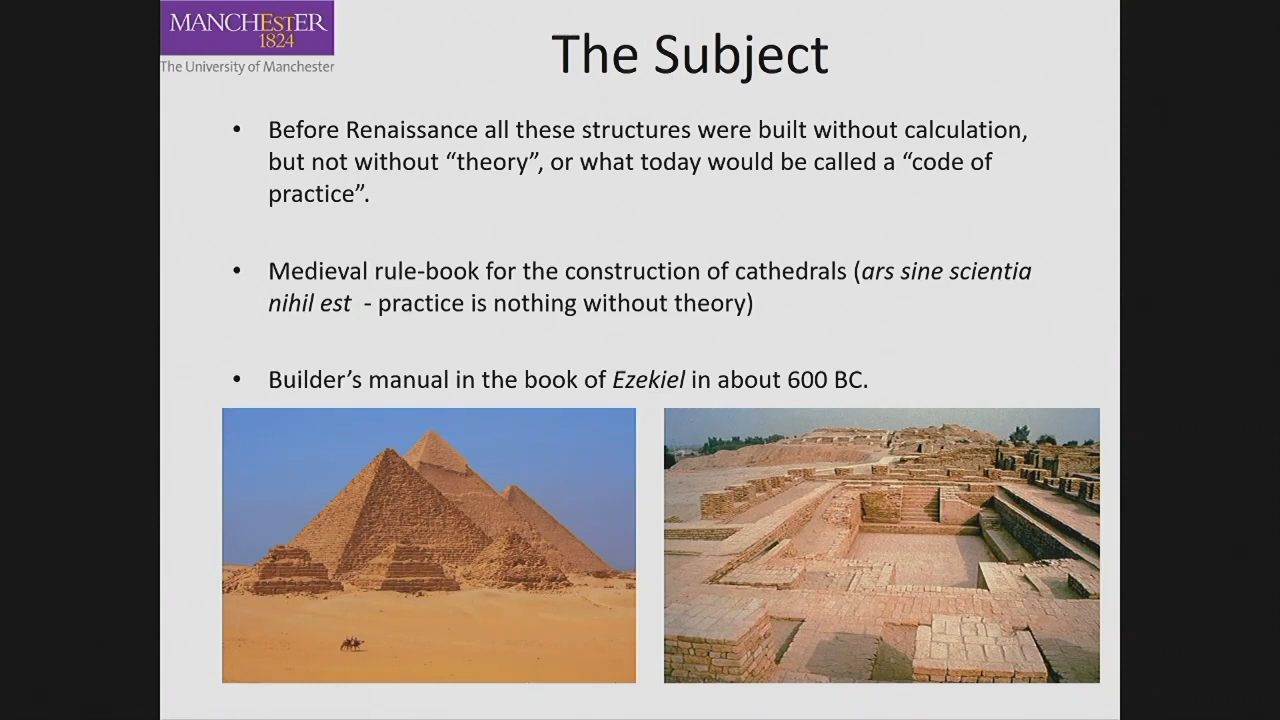 MANCHEStER
1824
The University of Manchester
The Subject
• Before Renaissance all these structures were built without calculation,
but not without “theory”, or what today would be called a “code of
practice”.
• Medieval rule-book for the construction of cathedrals (ars sine scientia
nihil est - practice is nothing without theory)
• Builder’s manual in the book of Ezekiel in about 600 BC.